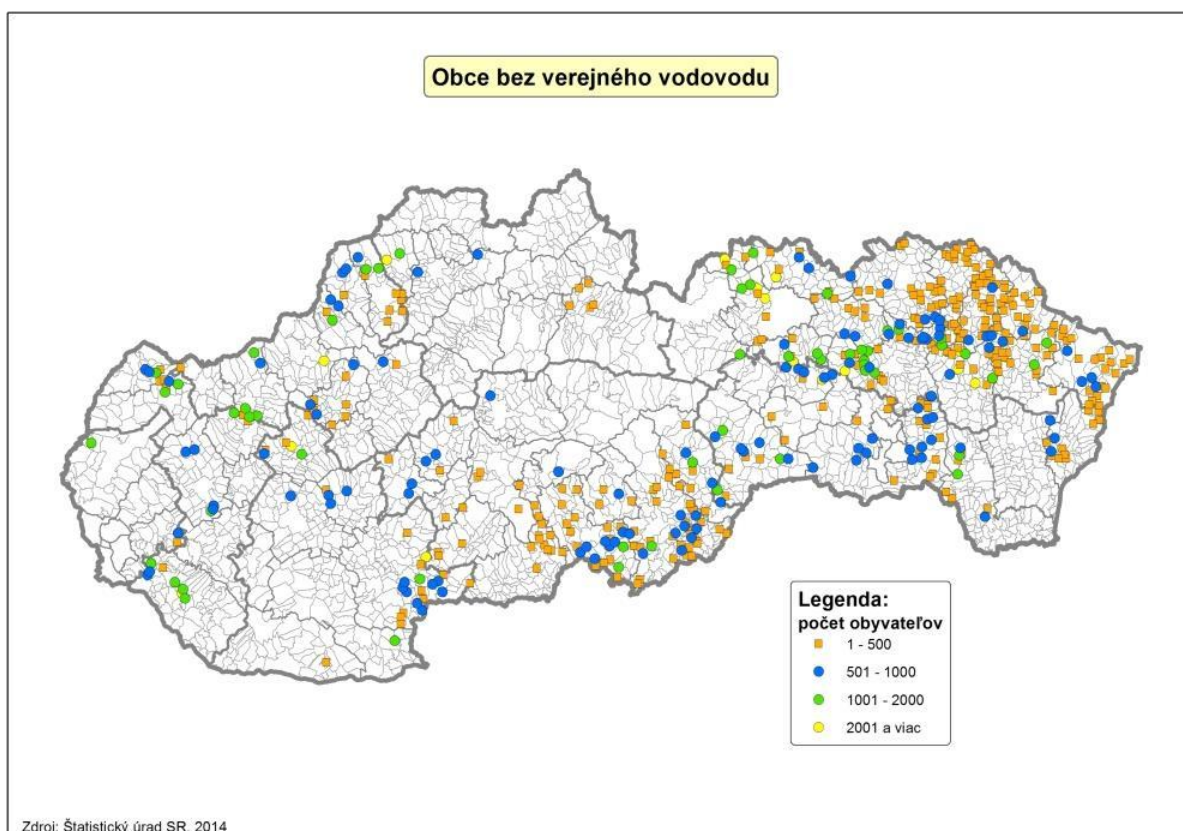 Obce bez verejného vodovodu
Legenda:
počet obyvateľov
1 - 500
501 - 1000
1001 - 2000
2001 a viac
Zdroj: Štatistický úrad SR, 2014